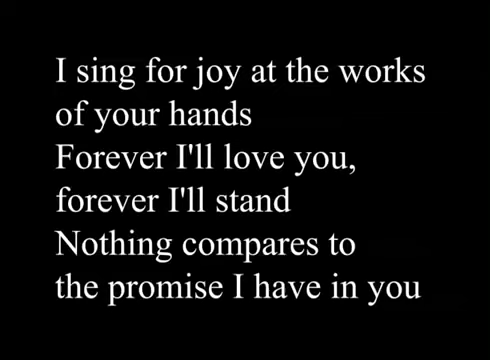 I sing for joy at the works
of your hands
Forever I'll love you,
forever I'll stand
Nothing compares to
the promise I have in you